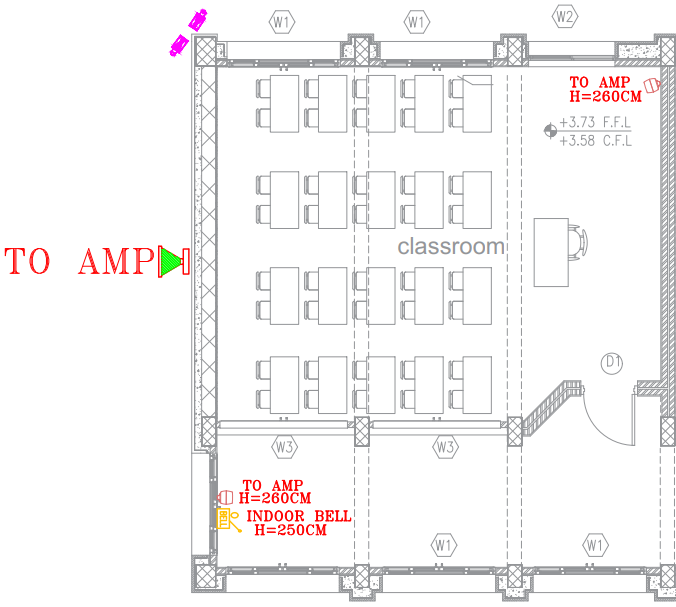 W1
W1
W2
TO AMP
H=260CM
+3.73 F.F.L
+3.58 C.F.L
classroom
TO AMP
D1
W3
W3
TO AMP
H=260CM
INDOOR BELL
H=250CM
W1
W1